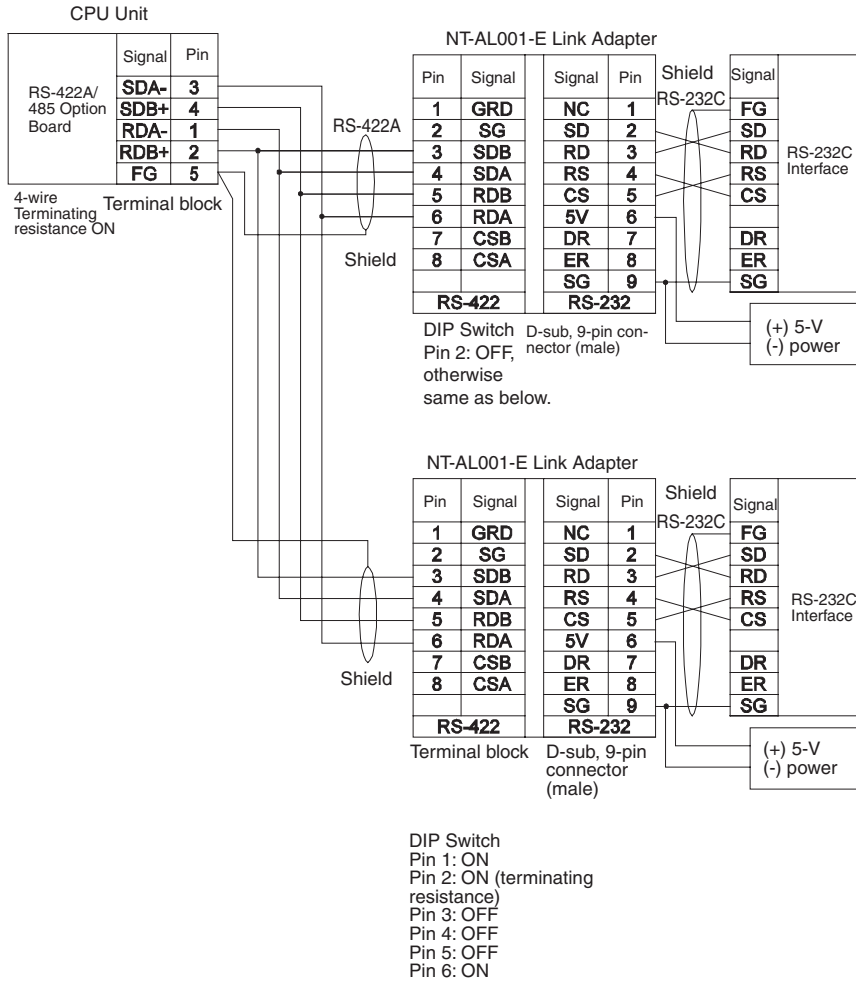 CPU Unit
Signal Pin
RS-422A/
485 Option
Board
SDA- 3
SDB+ 4
RDA- 1
RDB+ 2
FG 5
4-wire
Terminating
resistance ON
Terminal block
RS-422A
Shield
NT-AL001-E Link Adapter
Pin Signal Signal Pin
1 GRD NC 1
2 SG SD 2
3 SDB RD 3
4 SDA RS 4
5 RDB CS 5
6 RDA 5V 6
7 CSB DR 7
8 CSA ER 8
SG 9
RS-422 RS-232
Shield
RS-232C
Signal
FG
SD
RD
RS
CS
DR
ER
SG
RS-232C
Interface
(+) 5-V
(-) power
DIP Switch
Pin 2: OFF,
otherwise
same as below.
D-sub, 9-pin con-
nector (male)
NT-AL001-E Link Adapter
Pin Signal Signal Pin
1 GRD NC 1
2 SG SD 2
3 SDB RD 3
4 SDA RS 4
5 RDB CS 5
6 RDA 5V 6
7 CSB DR 7
8 CSA ER 8
SG 9
RS-422 RS-232
Shield
Shield
RS-232C
Signal
FG
SD
RD
RS
CS
DR
ER
SG
RS-232C
Interface
(+) 5-V
(-) power
Terminal block
D-sub, 9-pin
connector
(male)
DIP Switch
Pin 1: ON
Pin 2: ON (terminating
resistance)
Pin 3: OFF
Pin 4: OFF
Pin 5: OFF
Pin 6: ON